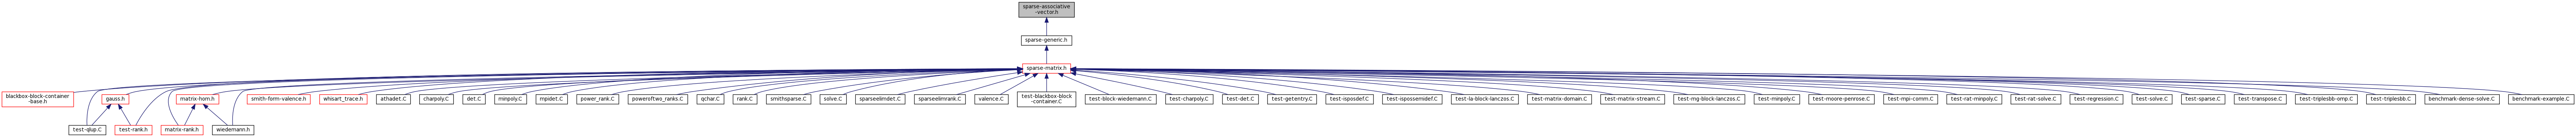 sparse-associative
-vector.h
sparse-generic.h
sparse-matrix.h
blackbox-block-container
-base.h
gauss.h
matrix-hom.h
smith-form-valence.h
whisart_trace.h
athadet.C
charpoly.C
det.C
minpoly.C
mpidet.C
power_rank.C
poweroftwo_ranks.C
qchar.C
rank.C
smithsparse.C
solve.C
sparseelimdet.C
sparseelimrank.C
valence.C
test-blackbox-block
-container.C
test-block-wiedemann.C
test-charpoly.C
test-det.C
test-getentry.C
test-isposdef.C
test-ispossemidef.C
test-la-block-lanczos.C
test-matrix-domain.C
test-matrix-stream.C
test-mg-block-lanczos.C
test-minpoly.C
test-moore-penrose.C
test-mpi-comm.C
test-rat-minpoly.C
test-rat-solve.C
test-regression.C
test-solve.C
test-sparse.C
test-transpose.C
test-triplesbb-omp.C
test-triplesbb.C
benchmark-dense-solve.C
benchmark-example.C
test-qlup.C
test-rank.h
matrix-rank.h
wiedemann.h